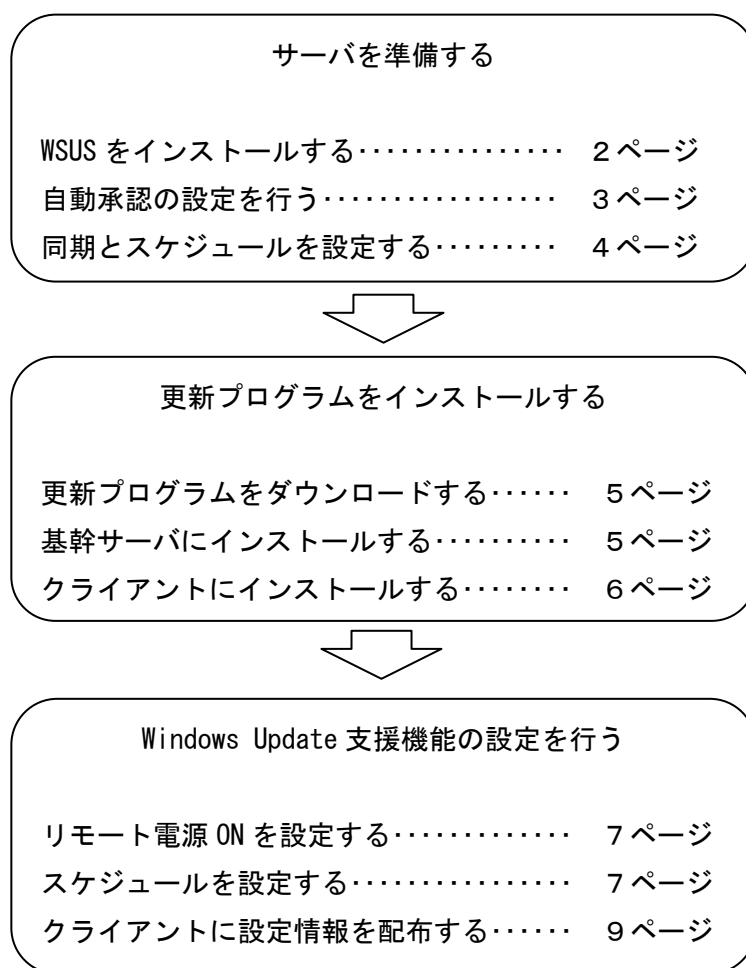 サーバを準備する
WSUS をインストールする･･･････････････ ２ページ
自動承認の設定を行う･････････････････ ３ページ
同期とスケジュールを設定する･････････ ４ページ
更新プログラムをインストールする
更新プログラムをダウンロードする･･････ ５ページ
基幹サーバにインストールする･･････････ ５ページ
クライアントにインストールする････････ ６ページ
Windows Update 支援機能の設定を行う
リモート電源 ON を設定する･････････････ ７ページ
スケジュールを設定する････････････････ ７ページ
クライアントに設定情報を配布する･･････ ９ページ